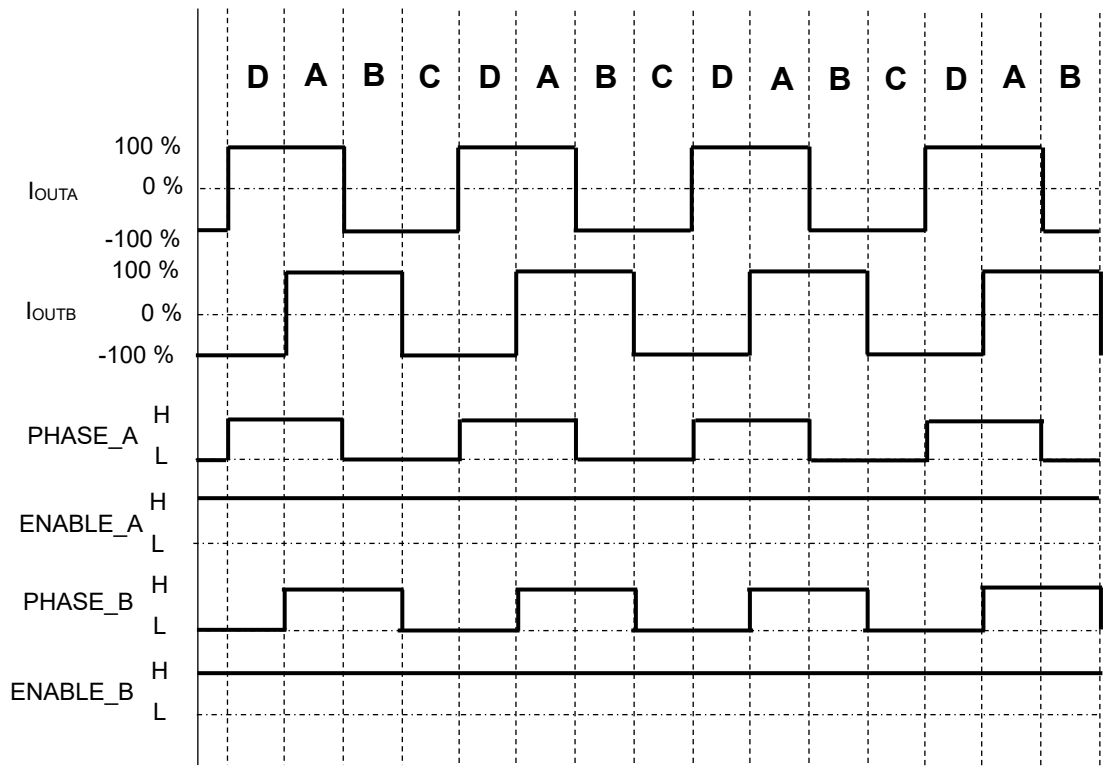 D A B C D A B C D A B C D A B
100 %
IOUTA 0 %
-100 %
100 %
IOUTB 0 %
-100 %
H
PHASE_A
L
H
ENABLE_A
L
H
PHASE_B
L
H
ENABLE_B
L